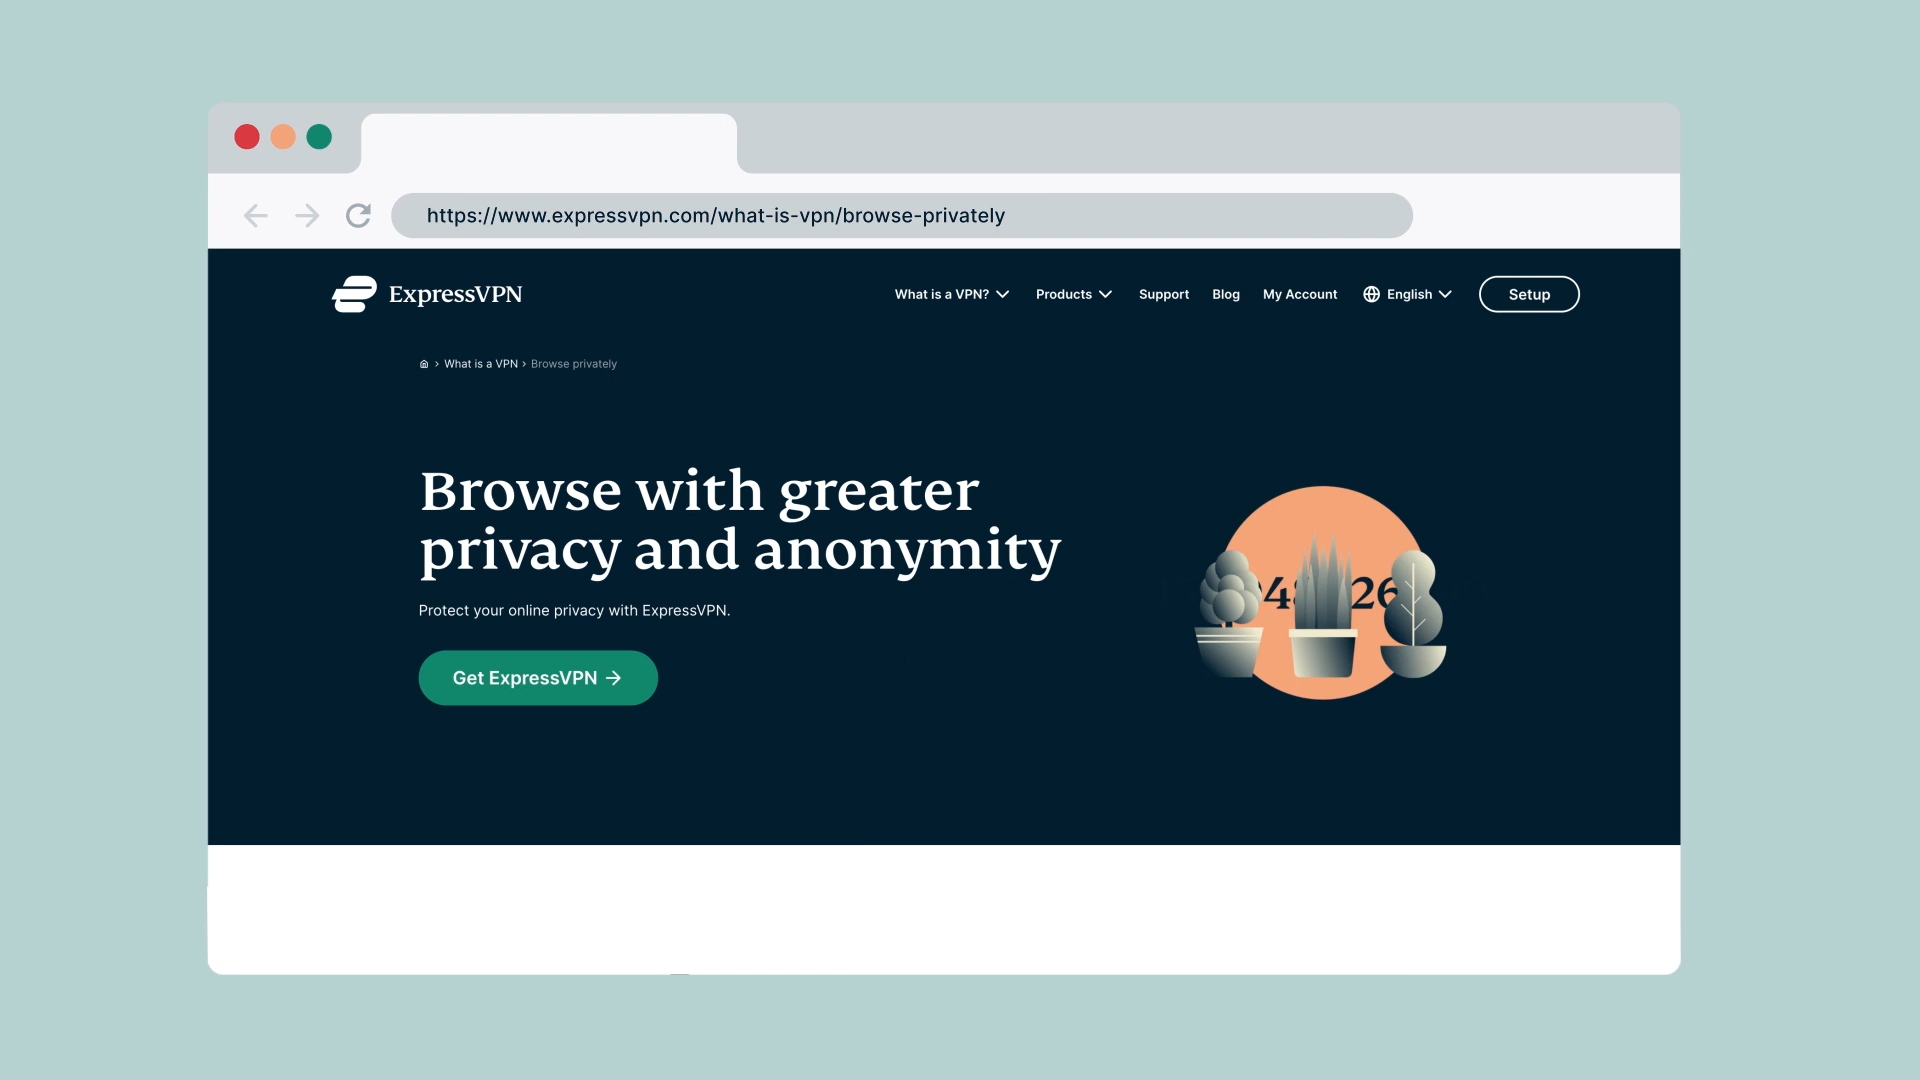 https://www.expressvpn.com/what-is-vpn/browse-privately
ExpressVPN
What is a VPN? Products Support Blog My Account English Setup
What is a VPN › Browse privately
Browse with greater
privacy and anonymity
Protect your online privacy with ExpressVPN.
Get ExpressVPN →